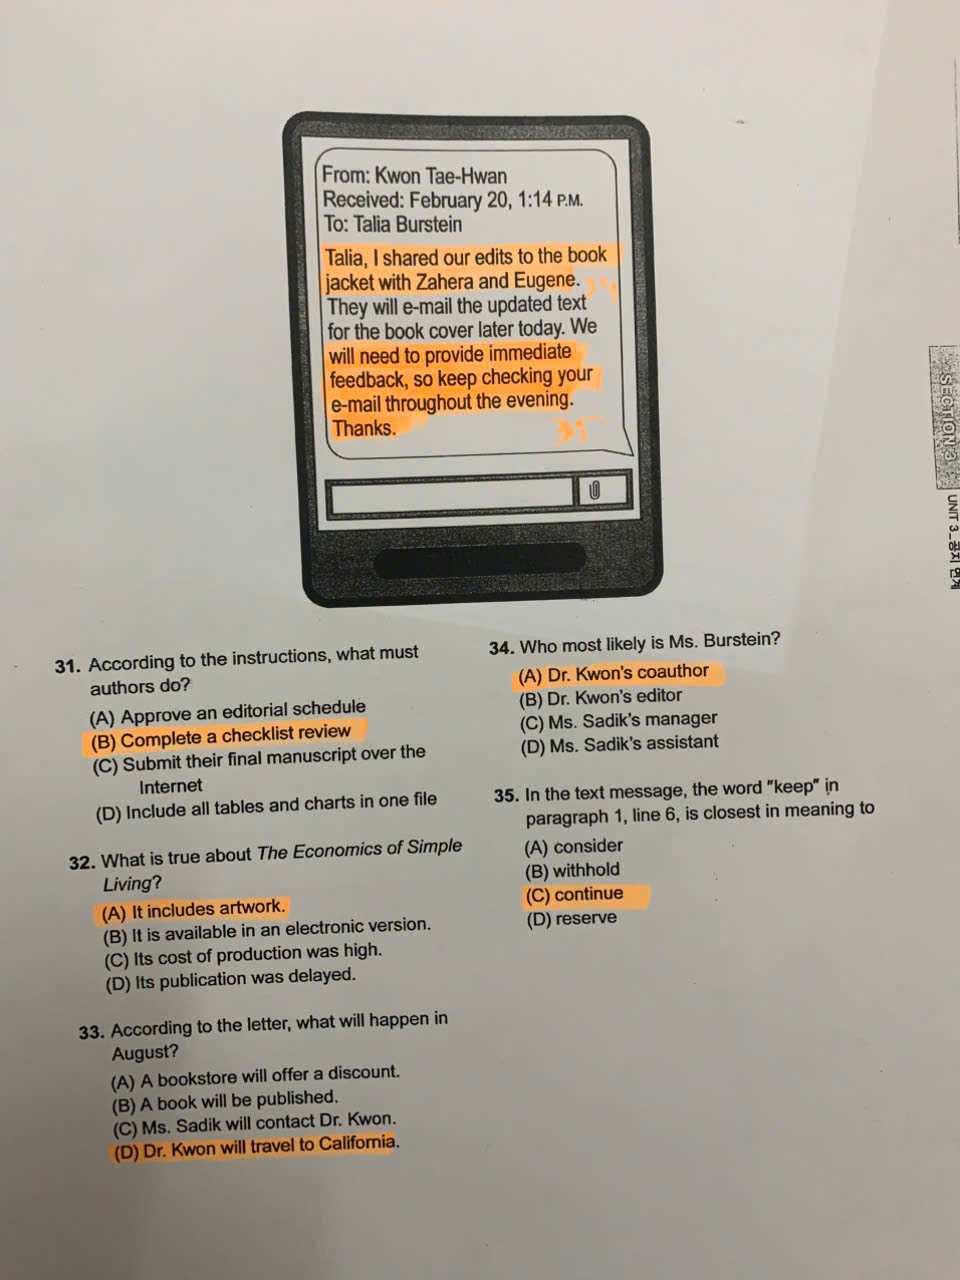 From: Kwon Tae-Hwan
Received: February 20, 1:14 P.M.
To: Talia Burstein
Talia, I shared our edits to the book
jacket with Zahera and Eugene.
34
They will e-mail the updated text
for the book cover later today. We
will need to provide immediate
feedback, so keep checking your
e-mail throughout the evening.
Thanks.
35
SECTION 3
UNIT 3_공지 연계
31. According to the instructions, what must
authors do?
(A) Approve an editorial schedule
(B) Complete a checklist review
(C) Submit their final manuscript over the
Internet
(D) Include all tables and charts in one file
32. What is true about The Economics of Simple
Living?
(A) It includes artwork.
(B) It is available in an electronic version.
(C) Its cost of production was high.
(D) Its publication was delayed.
33. According to the letter, what will happen in
August?
(A) A bookstore will offer a discount.
(B) A book will be published.
(C) Ms. Sadik will contact Dr. Kwon.
(D) Dr. Kwon will travel to California.
34. Who most likely is Ms. Burstein?
(A) Dr. Kwon's coauthor
(B) Dr. Kwon's editor
(C) Ms. Sadik's manager
(D) Ms. Sadik's assistant
35. In the text message, the word "keep" in
paragraph 1, line 6, is closest in meaning to
(A) consider
(B) withhold
(C) continue
(D) reserve